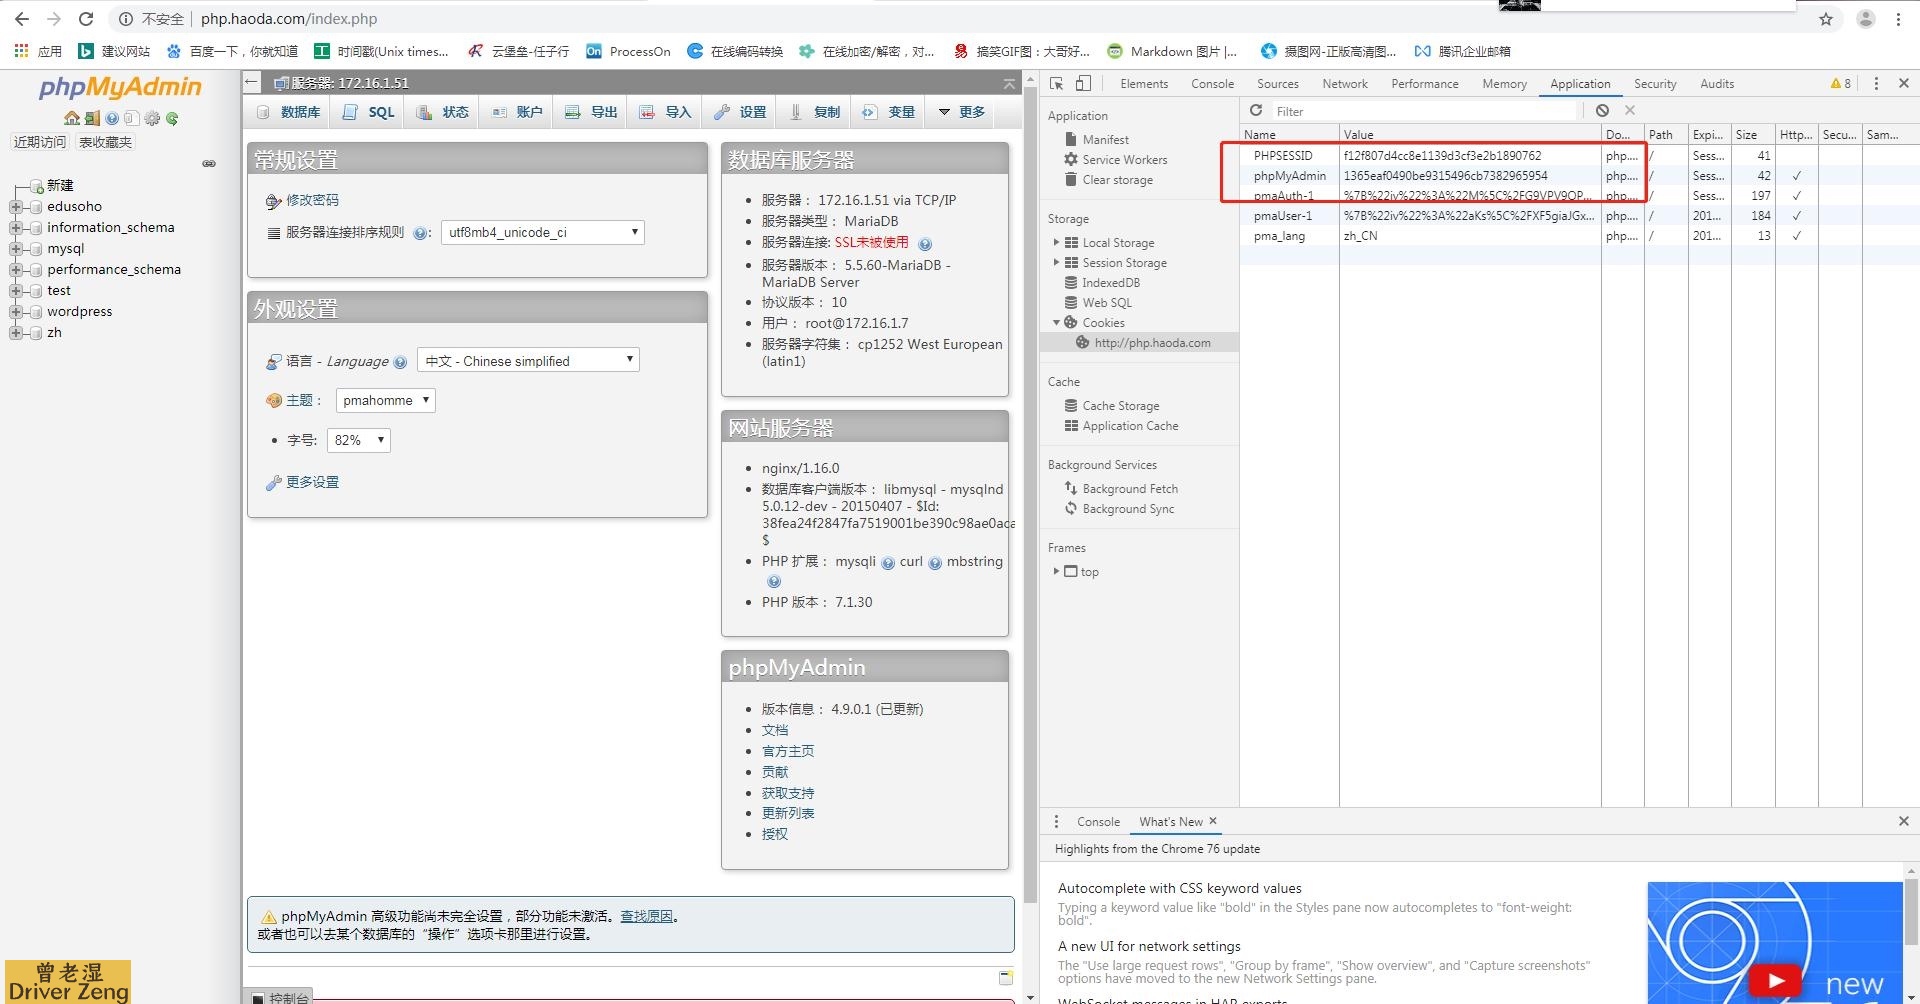 不安全 | php.haoda.com/index.php
应用 建议网站 百度一下，你就知道 时间戳(Unix times... 云堡垒-任子行 ProcessOn 在线编码转换 在线加密/解密，对... 搞笑GIF图：大哥好... Markdown 图片 |... 摄图网-正版高清图... 腾讯企业邮箱
phpMyAdmin
近期访问 表收藏夹
新建
edusoho
information_schema
mysql
performance_schema
test
wordpress
zh
服务器: 172.16.1.51
数据库 SQL 状态 账户 导出 导入 设置 复制 变量 更多
常规设置
修改密码
服务器连接排序规则 : utf8mb4_unicode_ci
外观设置
语言 - Language 中文 - Chinese simplified
主题： pmahomme
字号: 82%
更多设置
数据库服务器
服务器： 172.16.1.51 via TCP/IP
服务器类型： MariaDB
服务器连接: SSL未被使用
服务器版本： 5.5.60-MariaDB -
MariaDB Server
协议版本： 10
用户： root@172.16.1.7
服务器字符集： cp1252 West European
(latin1)
网站服务器
nginx/1.16.0
数据库客户端版本： libmysql - mysqlnd
5.0.12-dev - 20150407 - $Id:
38fea24f2847fa7519001be390c98ae0aca
$
PHP 扩展： mysqli curl mbstring
PHP 版本： 7.1.30
phpMyAdmin
版本信息： 4.9.0.1 (已更新)
文档
官方主页
贡献
获取支持
更新列表
授权
phpMyAdmin 高级功能尚未完全设置，部分功能未激活。查找原因。
或者也可以去某个数据库的“操作”选项卡那里进行设置。
控制台
曾老湿
Driver Zeng
Elements Console Sources Network Performance Memory Application Security Audits 8
Application
Manifest
Service Workers
Clear storage
Storage
Local Storage
Session Storage
IndexedDB
Web SQL
Cookies
http://php.haoda.com
Cache
Cache Storage
Application Cache
Background Services
Background Fetch
Background Sync
Frames
top
Filter
Name Value Do... Path Expi... Size Http... Secu... Sam...
PHPSESSID f12f807d4cc8e1139d3cf3e2b1890762 php.... / Sess... 41
phpMyAdmin 1365eaf0490be9315496cb7382965954 php.... / Sess... 42 ✓
pmaAuth-1 %7B%22iv%22%3A%22M%5C%2FG9VPV9OP... php.... / Sess... 197 ✓
pmaUser-1 %7B%22iv%22%3A%22aKs%5C%2FXF5giaJGx... php.... / 201... 184 ✓
pma_lang zh_CN php.... / 201... 13 ✓
Console What's New
Highlights from the Chrome 76 update
Autocomplete with CSS keyword values
Typing a keyword value like "bold" in the Styles pane now autocompletes to "font-weight:
bold".
A new UI for network settings
The "Use large request rows", "Group by frame", "Show overview", and "Capture screenshots"
options have moved to the new Network Settings pane.
WebSocket messages in HAR exports
new